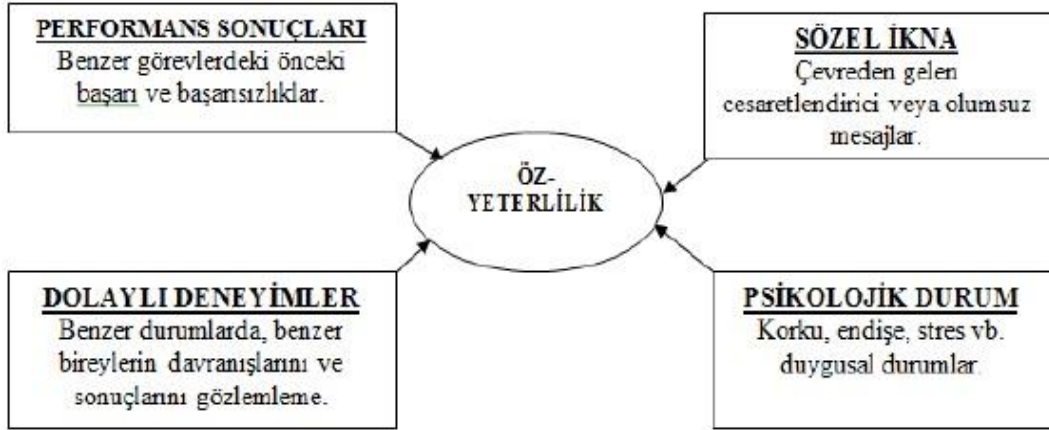 PERFORMANS SONUÇLARI
Benzer görevlerdeki önceki
başarı ve başarısızlıklar.
SÖZEL İKNA
Çevreden gelen
cesaretlendirici veya olumsuz
mesajlar.
ÖZ-
YETERLİLİK
DOLAYLI DENEYİMLER
Benzer durumlarda, benzer
bireylerin davranışlarını ve
sonuçlarını gözlemleme.
PSİKOLOJİK DURUM
Korku, endişe, stres vb.
duygusal durumlar.